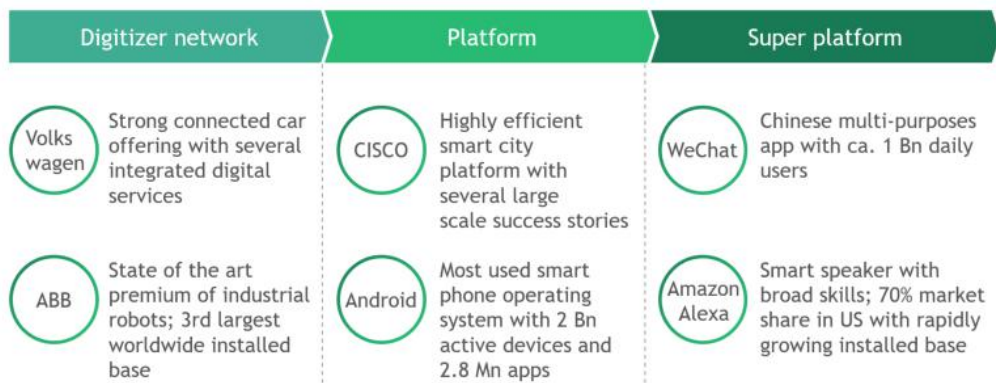 Digitizer network
Platform
Super platform
Volks
wagen
Strong connected car
offering with several
integrated digital
services
CISCO
Highly efficient
smart city
platform with
several large
scale success stories
WeChat
Chinese multi-purposes
app with ca. 1 Bn daily
users
ABB
State of the art
premium of industrial
robots; 3rd largest
worldwide installed
base
Android
Most used smart
phone operating
system with 2 Bn
active devices and
2.8 Mn apps
Amazon
Alexa
Smart speaker with
broad skills; 70% market
share in US with rapidly
growing installed base